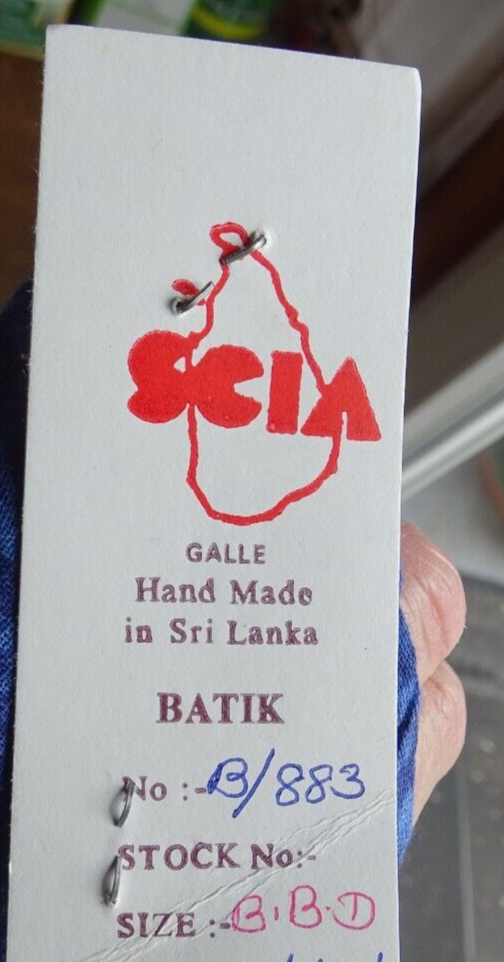 SCIA
GALLE
Hand Made
in Sri Lanka
BATIK
No :- B/883
STOCK No:-
SIZE :- B.B.D